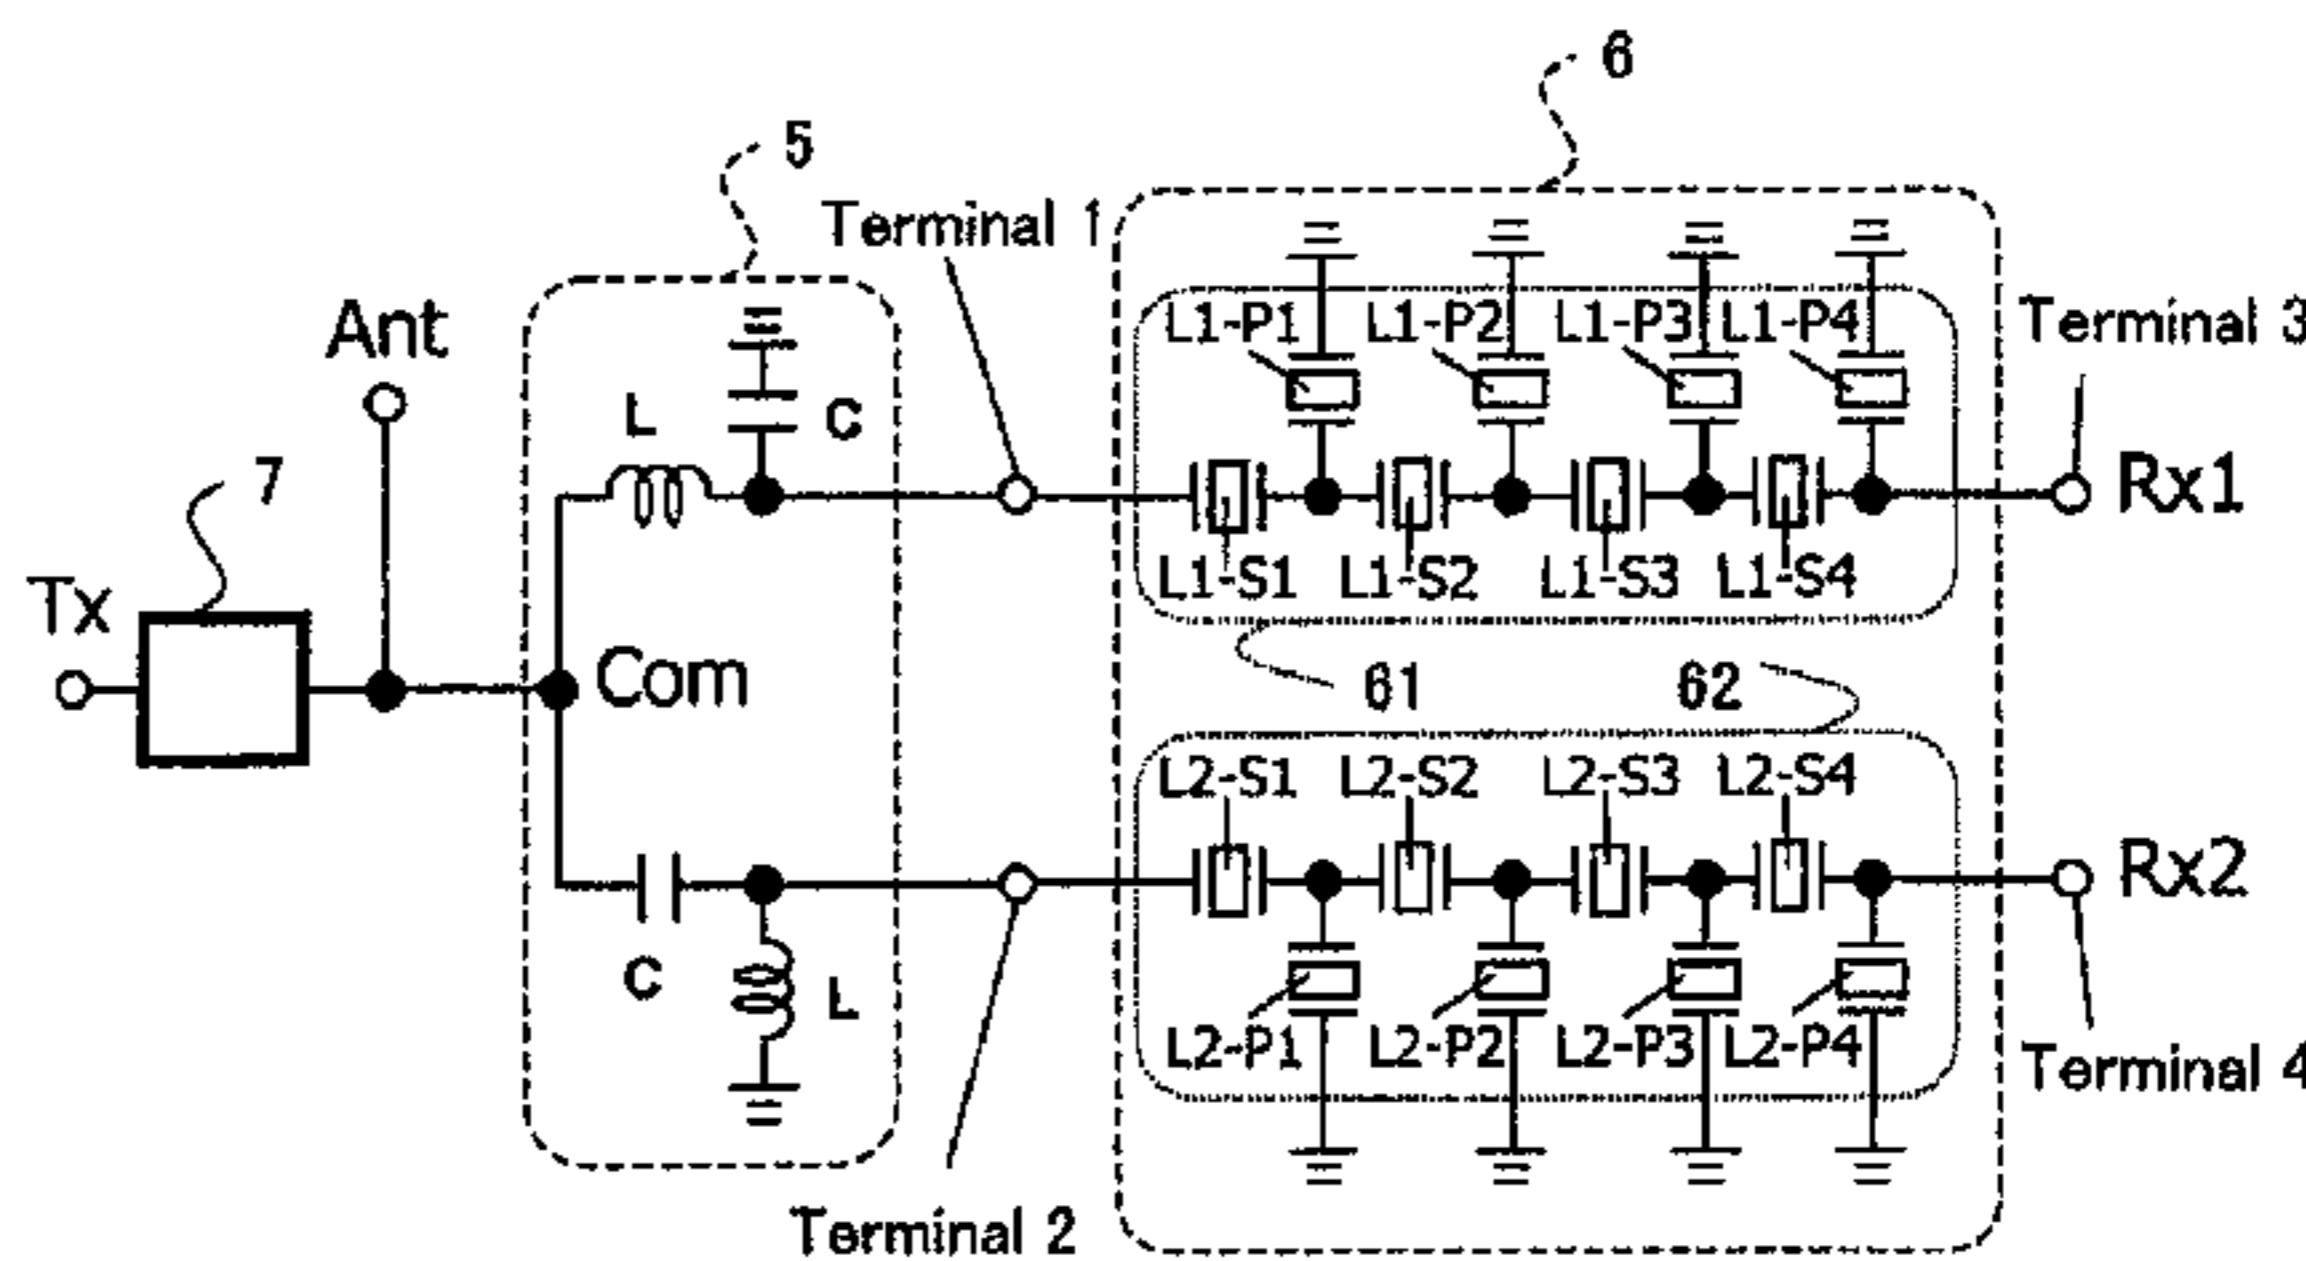 6
5
Terminal 1
Ant
L1-P1 L1-P2 L1-P3 L1-P4
Terminal 3
L C
7
Rx1
Tx
L1-S1 L1-S2 L1-S3 L1-S4
Com
61 62
L2-S1 L2-S2 L2-S3 L2-S4
Rx2
C L
L2-P1 L2-P2 L2-P3 L2-P4
Terminal 4
Terminal 2